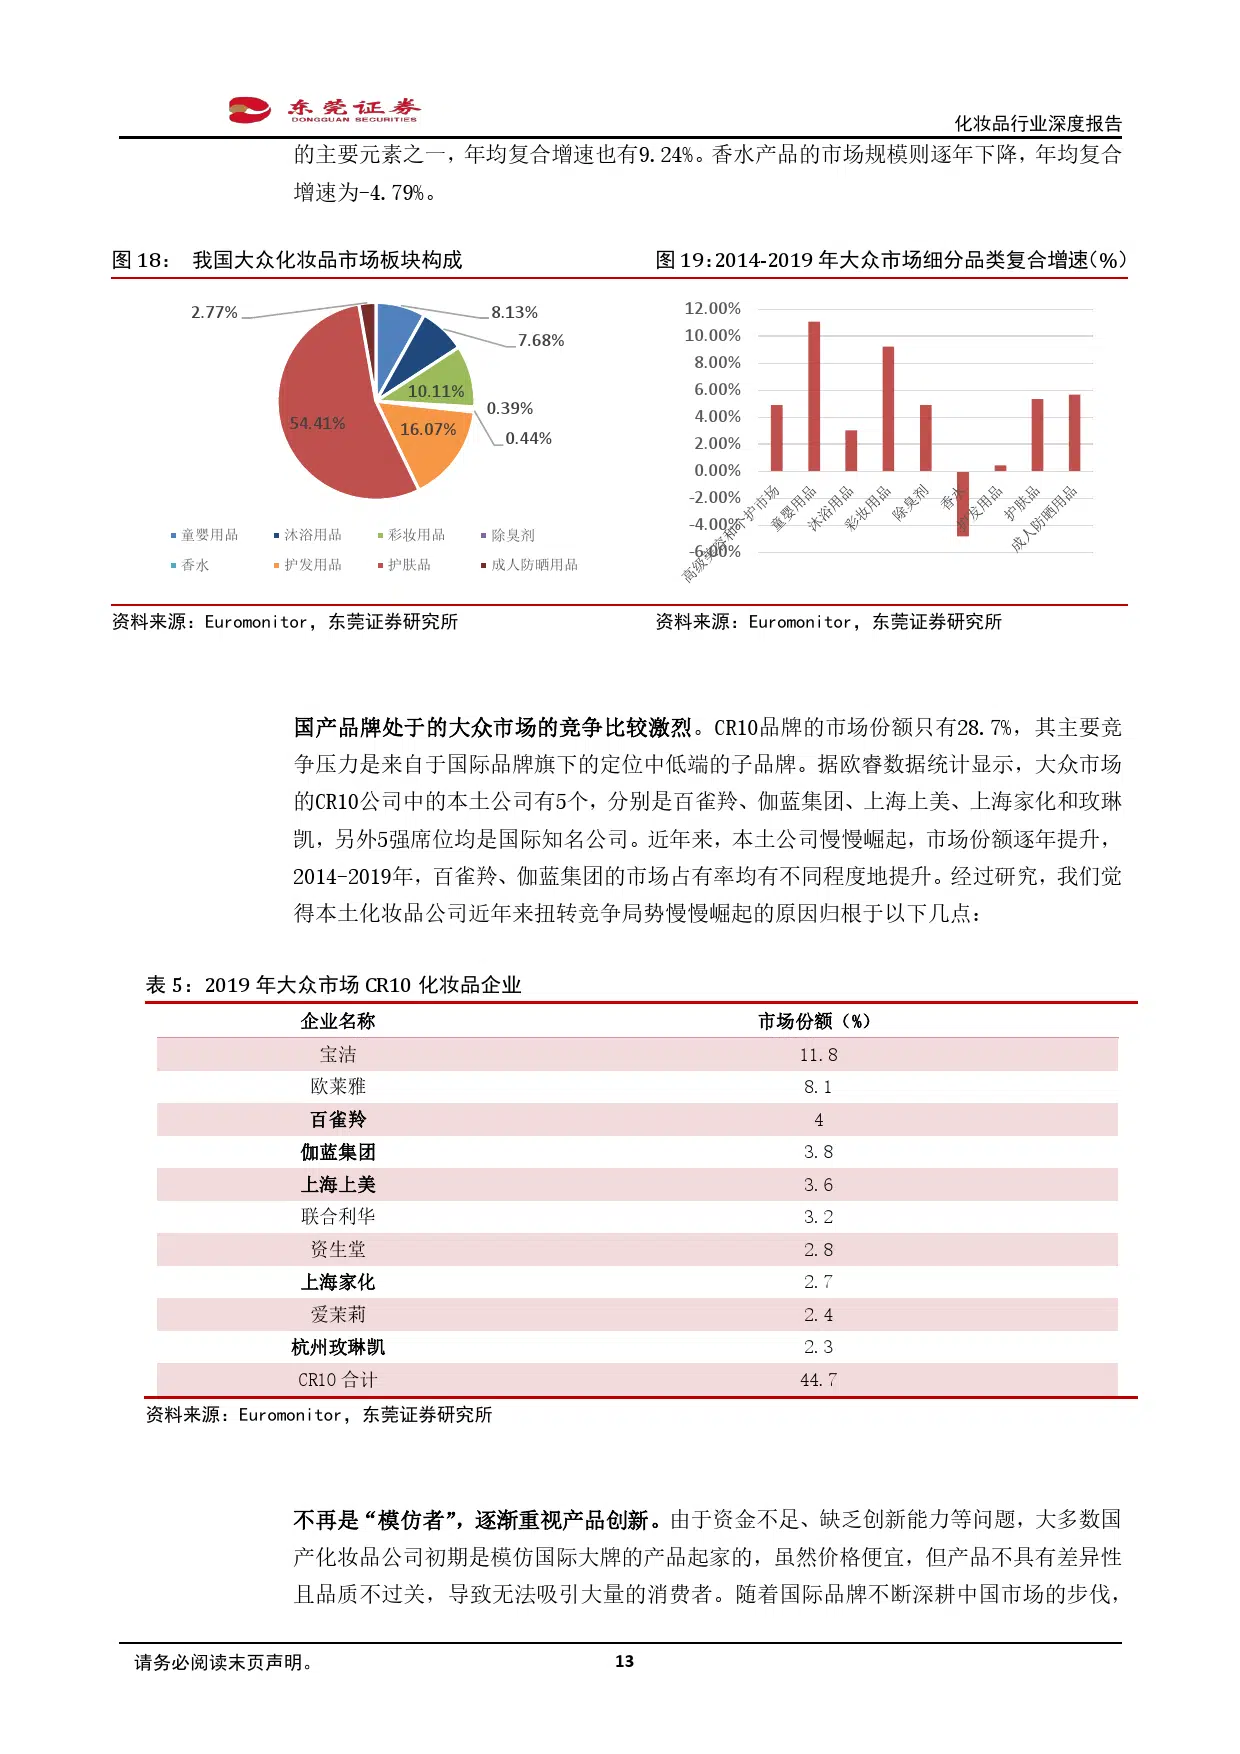 东莞证券
DONGGUAN SECURITIES
化妆品行业深度报告
的主要元素之一，年均复合增速也有9.24%。香水产品的市场规模则逐年下降，年均复合
增速为-4.79%。
图 18： 我国大众化妆品市场板块构成
2.77%
8.13%
7.68%
10.11%
0.39%
0.44%
16.07%
54.41%
童婴用品 沐浴用品 彩妆用品 除臭剂
香水 护发用品 护肤品 成人防晒用品
资料来源：Euromonitor，东莞证券研究所
图 19：2014-2019 年大众市场细分品类复合增速（%）
12.00%
10.00%
8.00%
6.00%
4.00%
2.00%
0.00%
-2.00%
-4.00%
-6.00%
高级美容和个护市场
童婴用品
沐浴用品
彩妆用品
除臭剂
香水
护发用品
护肤品
成人防晒用品
资料来源：Euromonitor，东莞证券研究所
国产品牌处于的大众市场的竞争比较激烈。CR10品牌的市场份额只有28.7%，其主要竞
争压力是来自于国际品牌旗下的定位中低端的子品牌。据欧睿数据统计显示，大众市场
的CR10公司中的本土公司有5个，分别是百雀羚、伽蓝集团、上海上美、上海家化和玫琳
凯，另外5强席位均是国际知名公司。近年来，本土公司慢慢崛起，市场份额逐年提升，
2014-2019年，百雀羚、伽蓝集团的市场占有率均有不同程度地提升。经过研究，我们觉
得本土化妆品公司近年来扭转竞争局势慢慢崛起的原因归根于以下几点：
表 5：2019 年大众市场 CR10 化妆品企业
企业名称 市场份额（%）
宝洁 11.8
欧莱雅 8.1
百雀羚 4
伽蓝集团 3.8
上海上美 3.6
联合利华 3.2
资生堂 2.8
上海家化 2.7
爱茉莉 2.4
杭州玫琳凯 2.3
CR10 合计 44.7
资料来源：Euromonitor，东莞证券研究所
不再是“模仿者”，逐渐重视产品创新。由于资金不足、缺乏创新能力等问题，大多数国
产化妆品公司初期是模仿国际大牌的产品起家的，虽然价格便宜，但产品不具有差异性
且品质不过关，导致无法吸引大量的消费者。随着国际品牌不断深耕中国市场的步伐，
请务必阅读末页声明。
13